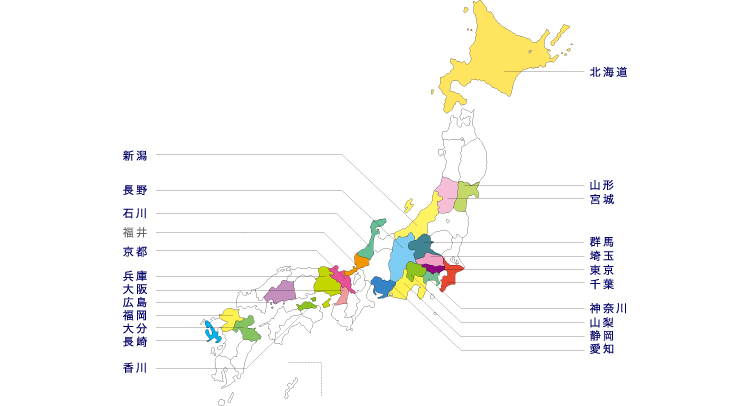 北海道
新潟
長野
石川
福井
京都
兵庫
大阪
広島
福岡
大分
長崎
香川
山形
宮城
群馬
埼玉
東京
千葉
神奈川
山梨
静岡
愛知